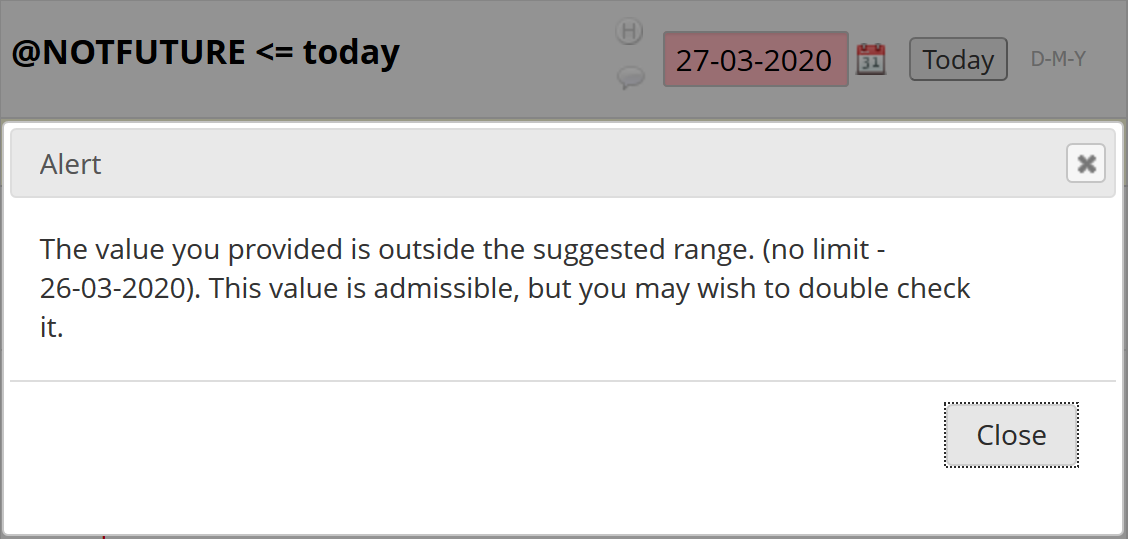 @NOTFUTURE <= today
H
27-03-2020
31
Today
D-M-Y
Alert
The value you provided is outside the suggested range. (no limit -
26-03-2020). This value is admissible, but you may wish to double check
it.
Close